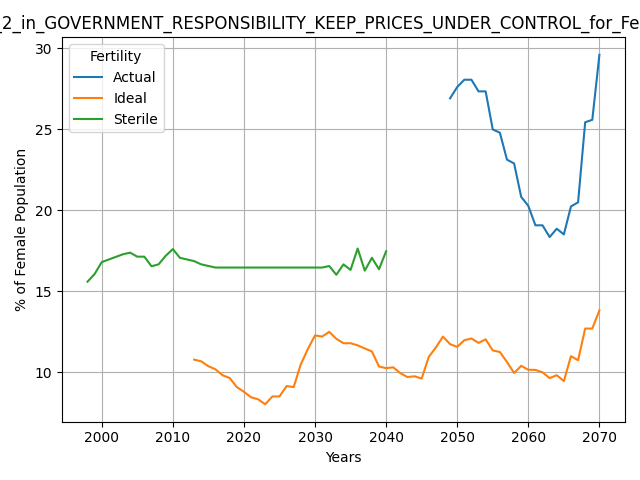 _2_in_GOVERNMENT_RESPONSIBILITY_KEEP_PRICES_UNDER_CONTROL_for_Fe
Fertility
Actual
Ideal
Sterile
30
25
20
15
10
% of Female Population
2000 2010 2020 2030 2040 2050 2060 2070
Years